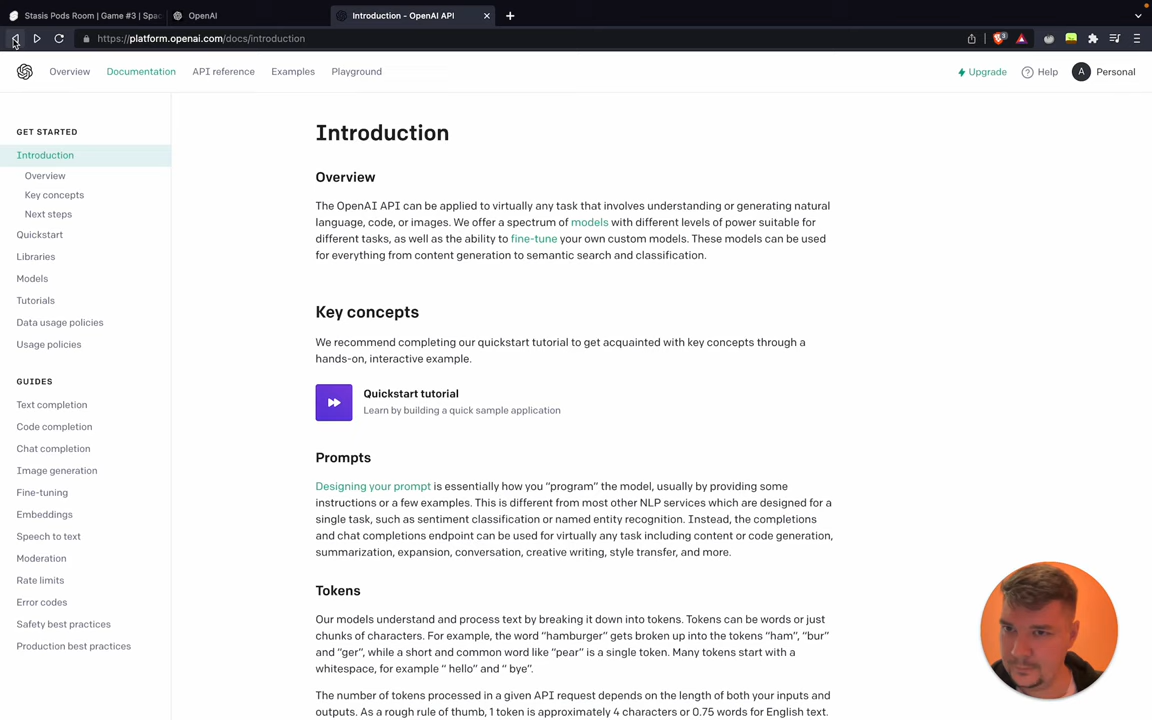 Stasis Pods Room | Game #3 | Spac
OpenAI
Introduction - OpenAI API
https://platform.openai.com/docs/introduction
Overview
Documentation
API reference
Examples
Playground
Upgrade
Help
A
Personal
GET STARTED
Introduction
Overview
Key concepts
Next steps
Quickstart
Libraries
Models
Tutorials
Data usage policies
Usage policies
GUIDES
Text completion
Code completion
Chat completion
Image generation
Fine-tuning
Embeddings
Speech to text
Moderation
Rate limits
Error codes
Safety best practices
Production best practices
Introduction
Overview
The OpenAI API can be applied to virtually any task that involves understanding or generating natural
language, code, or images. We offer a spectrum of models with different levels of power suitable for
different tasks, as well as the ability to fine-tune your own custom models. These models can be used
for everything from content generation to semantic search and classification.
Key concepts
We recommend completing our quickstart tutorial to get acquainted with key concepts through a
hands-on, interactive example.
Quickstart tutorial
Learn by building a quick sample application
Prompts
Designing your prompt is essentially how you “program” the model, usually by providing some
instructions or a few examples. This is different from most other NLP services which are designed for a
single task, such as sentiment classification or named entity recognition. Instead, the completions
and chat completions endpoint can be used for virtually any task including content or code generation,
summarization, expansion, conversation, creative writing, style transfer, and more.
Tokens
Our models understand and process text by breaking it down into tokens. Tokens can be words or just
chunks of characters. For example, the word “hamburger” gets broken up into the tokens “ham”, “bur”
and “ger”, while a short and common word like “pear” is a single token. Many tokens start with a
whitespace, for example “ hello” and “ bye”.
The number of tokens processed in a given API request depends on the length of both your inputs and
outputs. As a rough rule of thumb, 1 token is approximately 4 characters or 0.75 words for English text.